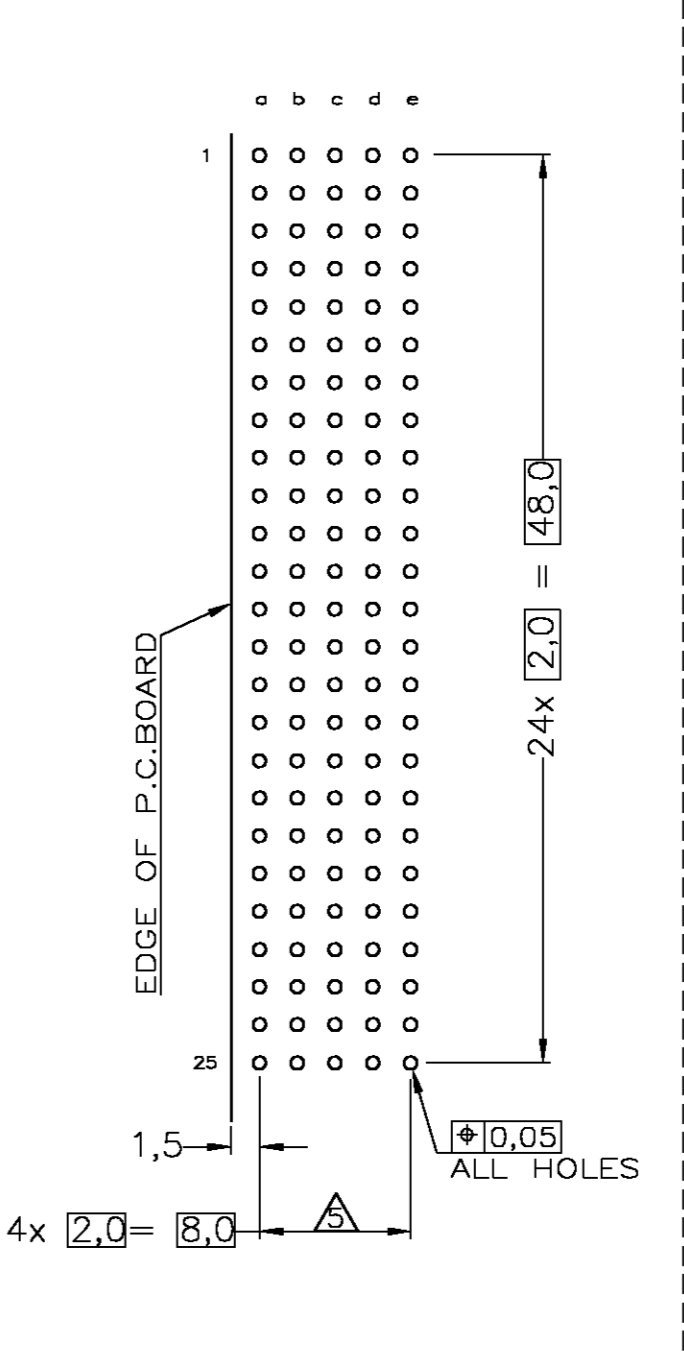 a b c d e
1
24x 2,0 = 48,0
EDGE OF P.C.BOARD
25
1,5
⌖ 0,05
ALL HOLES
4x 2,0= 8,0
5